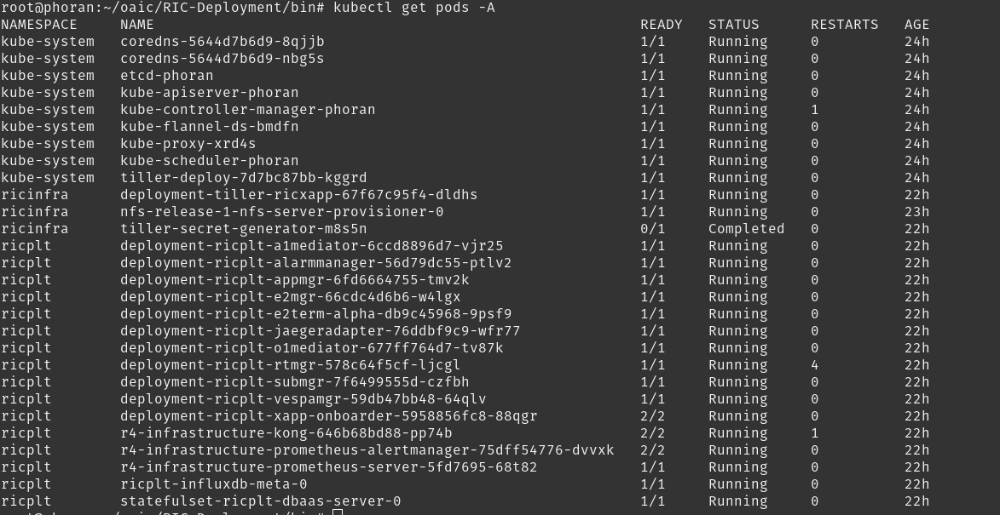 root@phoran:~/oaic/RIC-Deployment/bin# kubectl get pods -A
NAMESPACE NAME READY STATUS RESTARTS AGE
kube-system coredns-5644d7b6d9-8qjjb 1/1 Running 0 24h
kube-system coredns-5644d7b6d9-nbg5s 1/1 Running 0 24h
kube-system etcd-phoran 1/1 Running 0 24h
kube-system kube-apiserver-phoran 1/1 Running 0 24h
kube-system kube-controller-manager-phoran 1/1 Running 1 24h
kube-system kube-flannel-ds-bmdfn 1/1 Running 0 24h
kube-system kube-proxy-xrd4s 1/1 Running 0 24h
kube-system kube-scheduler-phoran 1/1 Running 0 24h
kube-system tiller-deploy-7d7bc87bb-kggrd 1/1 Running 0 24h
ricinfra deployment-tiller-ricxapp-67f67c95f4-dldhs 1/1 Running 0 22h
ricinfra nfs-release-1-nfs-server-provisioner-0 1/1 Running 0 23h
ricinfra tiller-secret-generator-m8s5n 0/1 Completed 0 22h
ricplt deployment-ricplt-a1mediator-6ccd8896d7-vjr25 1/1 Running 0 22h
ricplt deployment-ricplt-alarmmanager-56d79dc55-ptlv2 1/1 Running 0 22h
ricplt deployment-ricplt-appmgr-6fd6664755-tmv2k 1/1 Running 0 22h
ricplt deployment-ricplt-e2mgr-66cdc4d6b6-w4lgx 1/1 Running 0 22h
ricplt deployment-ricplt-e2term-alpha-db9c45968-9psf9 1/1 Running 0 22h
ricplt deployment-ricplt-jaegeradapter-76ddbf9c9-wfr77 1/1 Running 0 22h
ricplt deployment-ricplt-o1mediator-677ff764d7-tv87k 1/1 Running 0 22h
ricplt deployment-ricplt-rtmgr-578c64f5cf-ljcgl 1/1 Running 4 22h
ricplt deployment-ricplt-submgr-7f6499555d-czfbh 1/1 Running 0 22h
ricplt deployment-ricplt-vespamgr-59db47bb48-64qlv 1/1 Running 0 22h
ricplt deployment-ricplt-xapp-onboarder-5958856fc8-88qgr 2/2 Running 0 22h
ricplt r4-infrastructure-kong-646b68bd88-pp74b 2/2 Running 1 22h
ricplt r4-infrastructure-prometheus-alertmanager-75dff54776-dvvxk 2/2 Running 0 22h
ricplt r4-infrastructure-prometheus-server-5fd7695-68t82 1/1 Running 0 22h
ricplt ricplt-influxdb-meta-0 1/1 Running 0 22h
ricplt statefulset-ricplt-dbaas-server-0 1/1 Running 0 22h